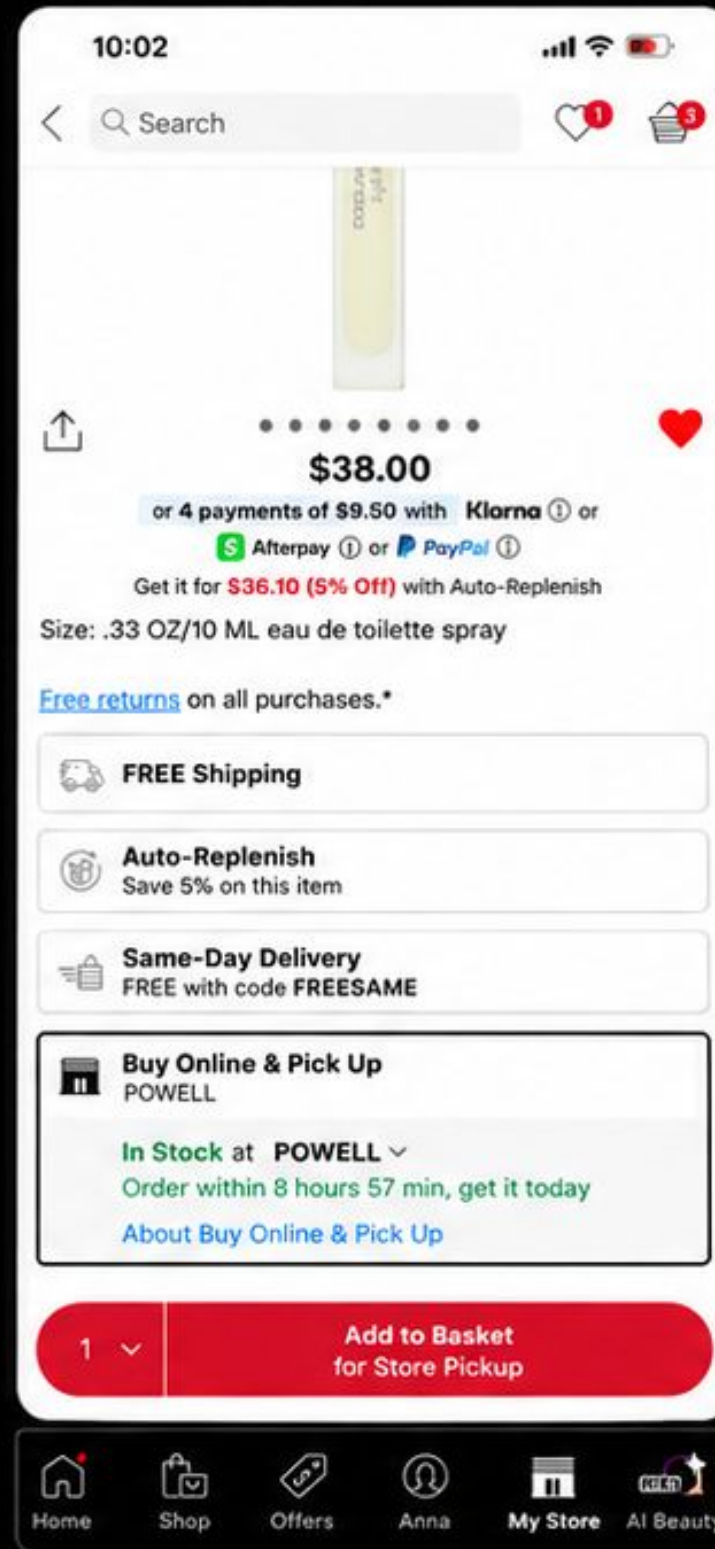 10:02
Search
1
3
$38.00
or 4 payments of $9.50 with Klarna or
Afterpay or PayPal
Get it for $36.10 (5% Off) with Auto-Replenish
Size: .33 OZ/10 ML eau de toilette spray
Free returns on all purchases.*
FREE Shipping
Auto-Replenish
Save 5% on this item
Same-Day Delivery
FREE with code FREESAME
Buy Online & Pick Up
POWELL
In Stock at POWELL
Order within 8 hours 57 min, get it today
About Buy Online & Pick Up
1
Add to Basket
for Store Pickup
Home
Shop
Offers
Anna
My Store
AI Beauty